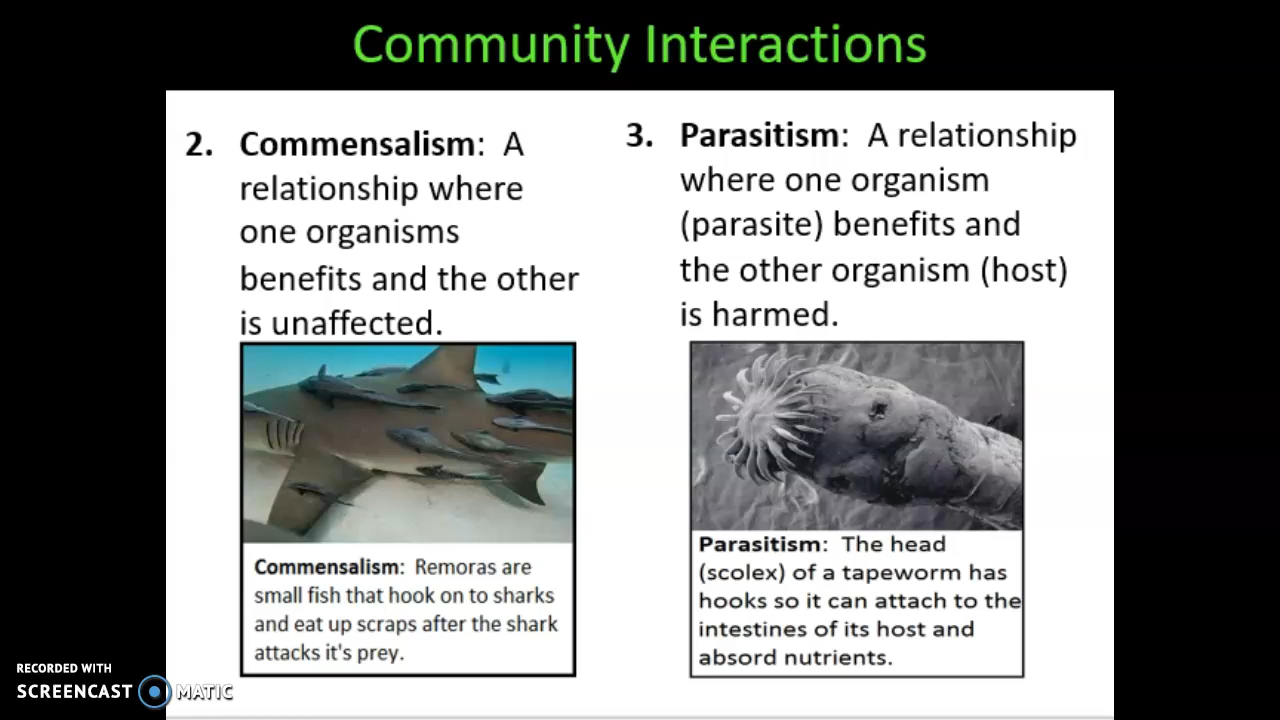 Community Interactions
2. Commensalism: A
relationship where
one organisms
benefits and the other
is unaffected.
Commensalism: Remoras are
small fish that hook on to sharks
and eat up scraps after the shark
attacks it's prey.
3. Parasitism: A relationship
where one organism
(parasite) benefits and
the other organism (host)
is harmed.
Parasitism: The head
(scolex) of a tapeworm has
hooks so it can attach to the
intestines of its host and
absord nutrients.
RECORDED WITH
SCREENCAST MATIC